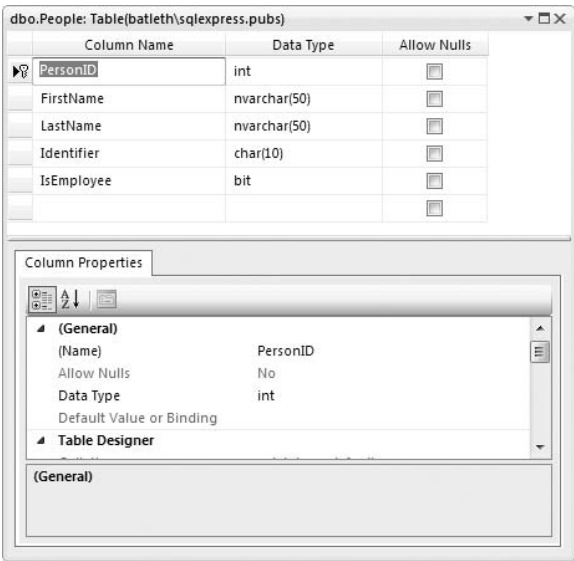 dbo.People: Table(batleth\sqlexpress.pubs)
Column Name Data Type Allow Nulls
PersonID int
FirstName nvarchar(50)
LastName nvarchar(50)
Identifier char(10)
IsEmployee bit
Column Properties
(General)
(Name) PersonID
Allow Nulls No
Data Type int
Default Value or Binding
Table Designer
(General)